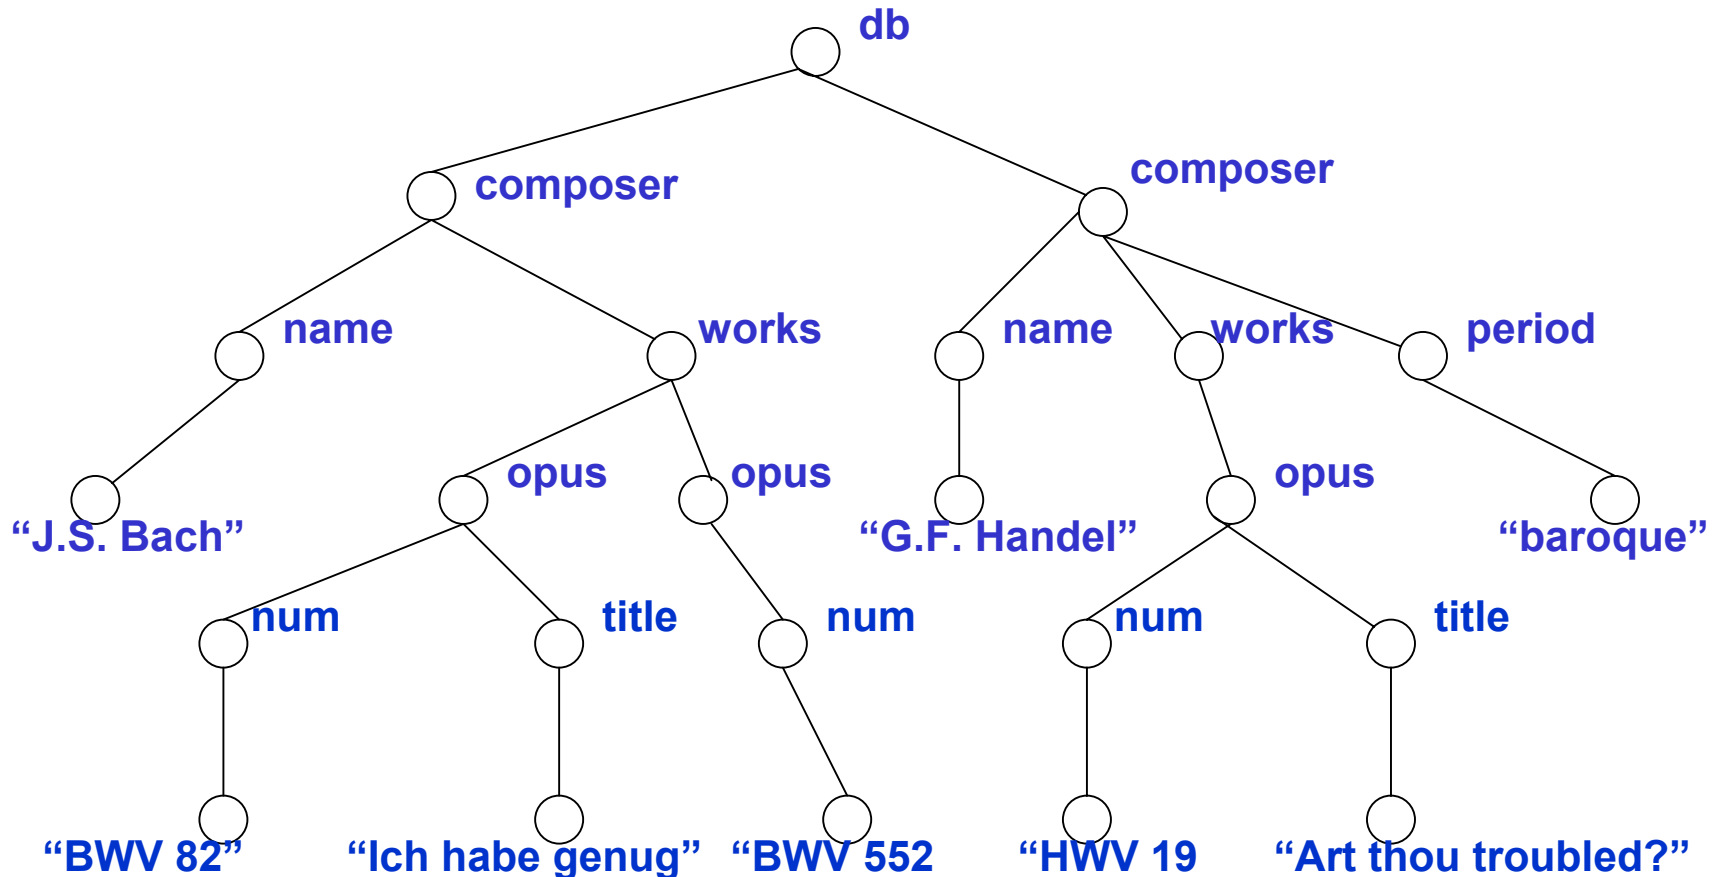 db
composer
composer
name
works
name
works
period
opus
opus
opus
“J.S. Bach”
“G.F. Handel”
“baroque”
num
title
num
num
title
“BWV 82”
“Ich habe genug”
“BWV 552
“HWV 19
“Art thou troubled?”